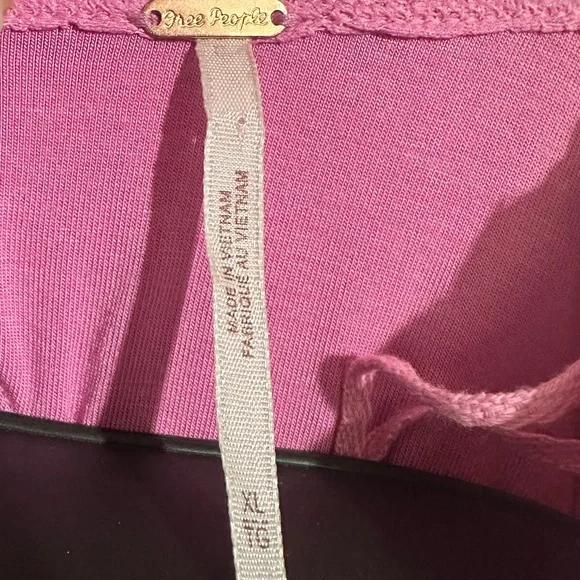 Free People
MADE IN VIETNAM
FABRIQUE AU VIETNAM
XL
TG